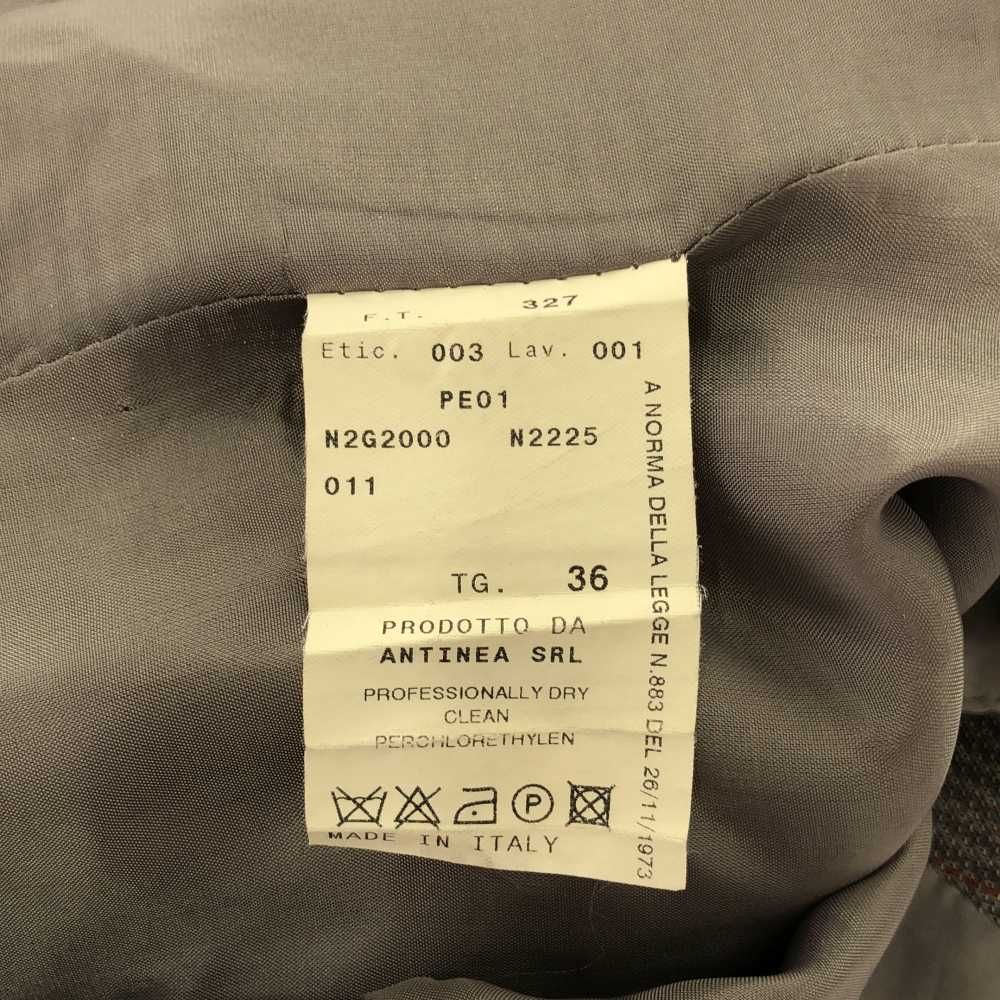 F.T. 327
Etic. 003 Lav. 001
PE01
N2G2000 N2225
011
TG. 36
PRODOTTO DA
ANTINEA SRL
PROFESSIONALLY DRY
CLEAN
PERCHLORETHYLEN
P
MADE IN ITALY
A NORMA DELLA LEGGE N.883 DEL 26/11/1973